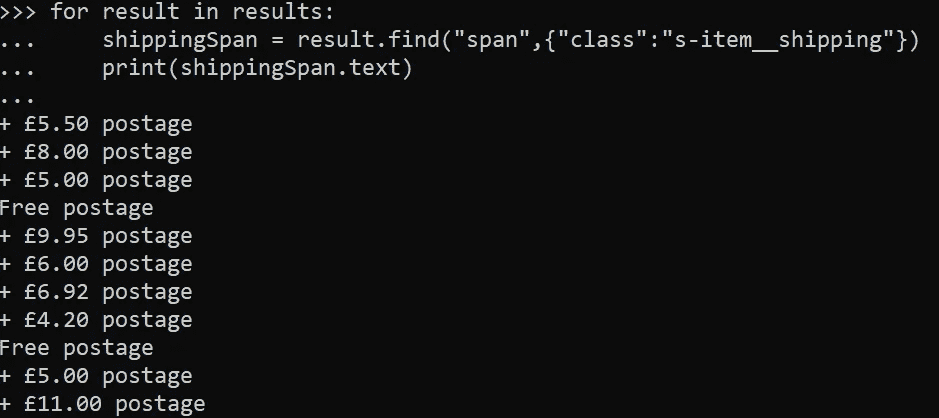 >>> for result in results:
...     shippingSpan = result.find("span",{"class":"s-item__shipping"})
...     print(shippingSpan.text)
...
+ £5.50 postage
+ £8.00 postage
+ £5.00 postage
Free postage
+ £9.95 postage
+ £6.00 postage
+ £6.92 postage
+ £4.20 postage
Free postage
+ £5.00 postage
+ £11.00 postage